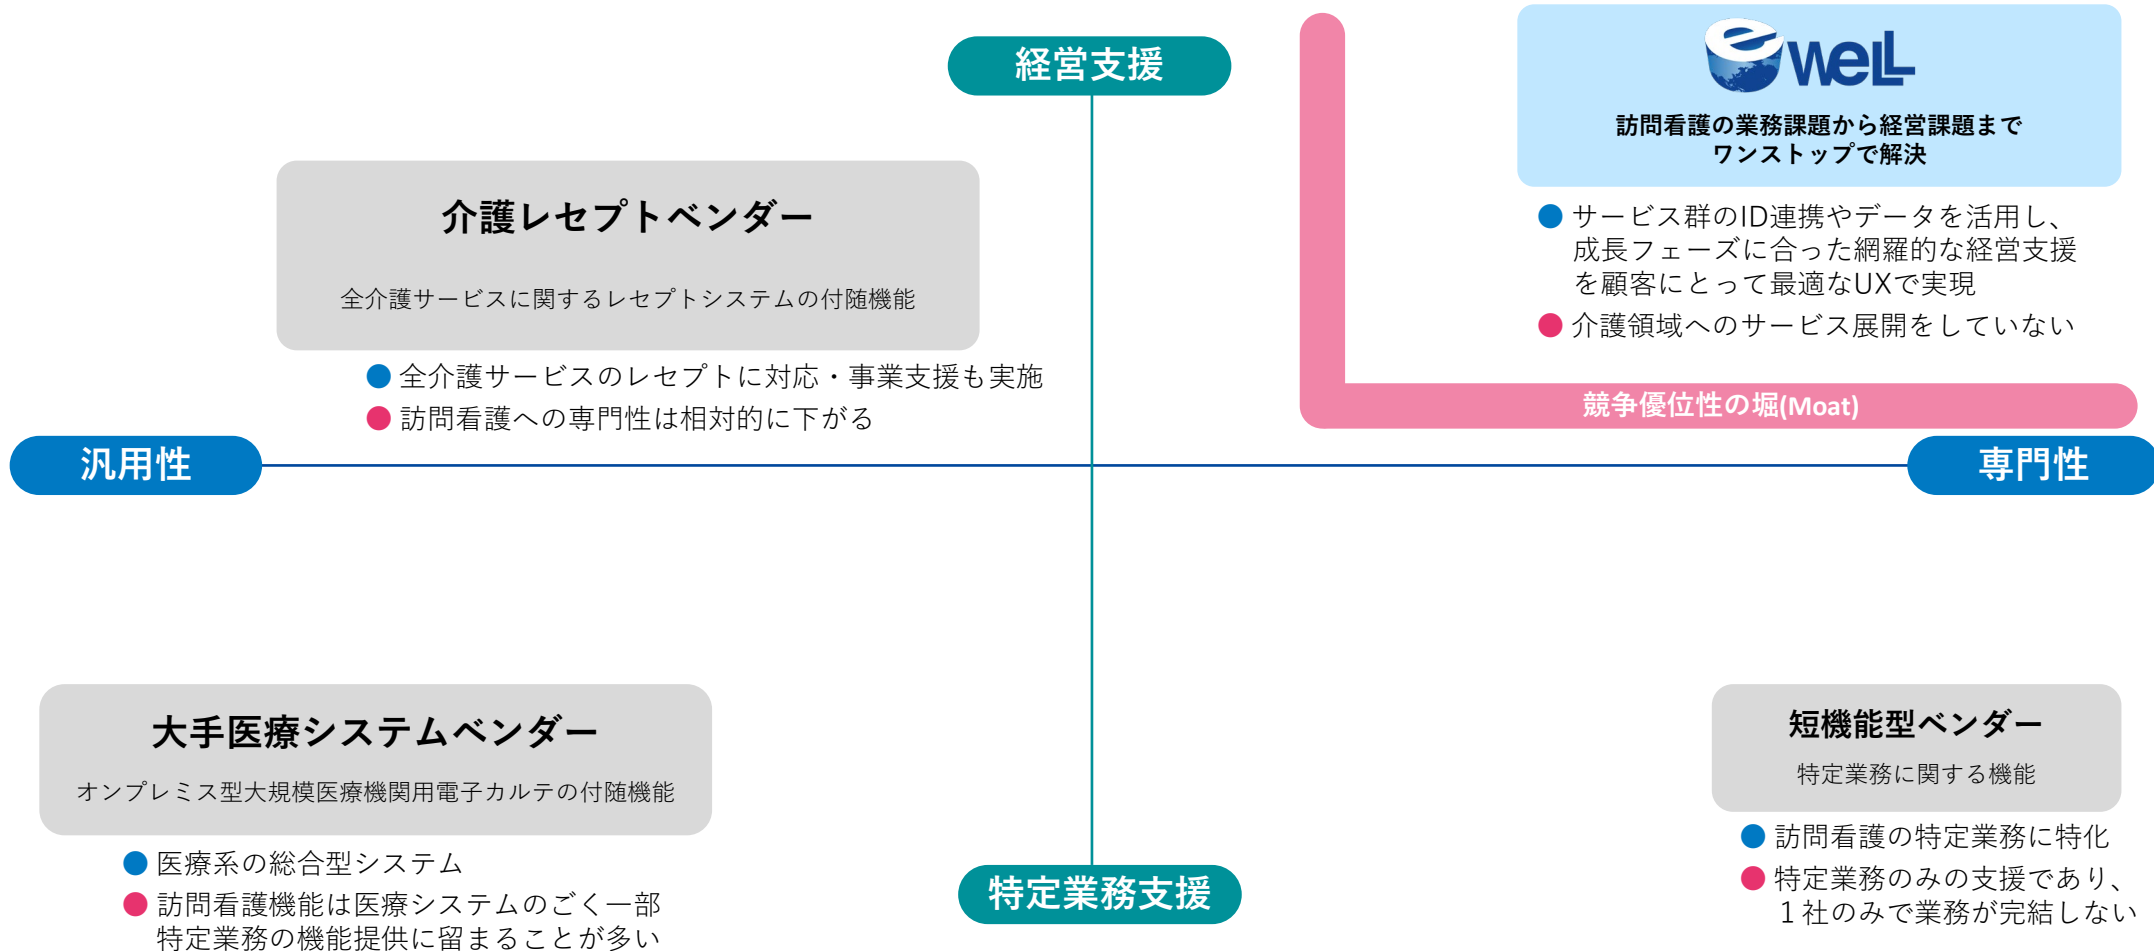 経営支援
eWeLL
訪問看護の業務課題から経営課題まで
ワンストップで解決
サービス群のID連携やデータを活用し、
成長フェーズに合った網羅的な経営支援
を顧客にとって最適なUXで実現
介護領域へのサービス展開をしていない
競争優位性の堀(Moat)
介護レセプトベンダー
全介護サービスに関するレセプトシステムの付随機能
全介護サービスのレセプトに対応・事業支援も実施
訪問看護への専門性は相対的に下がる
汎用性
専門性
大手医療システムベンダー
オンプレミス型大規模医療機関用電子カルテの付随機能
医療系の総合型システム
訪問看護機能は医療システムのごく一部
特定業務の機能提供に留まることが多い
特定業務支援
短機能型ベンダー
特定業務に関する機能
訪問看護の特定業務に特化
特定業務のみの支援であり、
１社のみで業務が完結しない